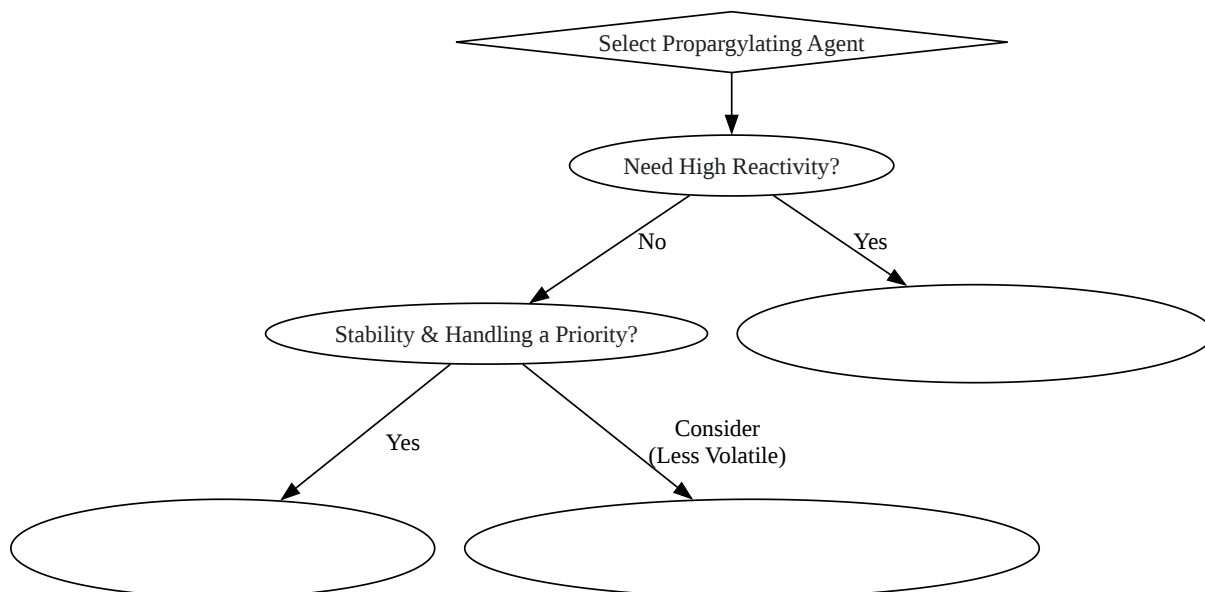 Select Propargylating Agent
Need High Reactivity?
No
Yes
Stability & Handling a Priority?
Yes
Consider
(Less Volatile)